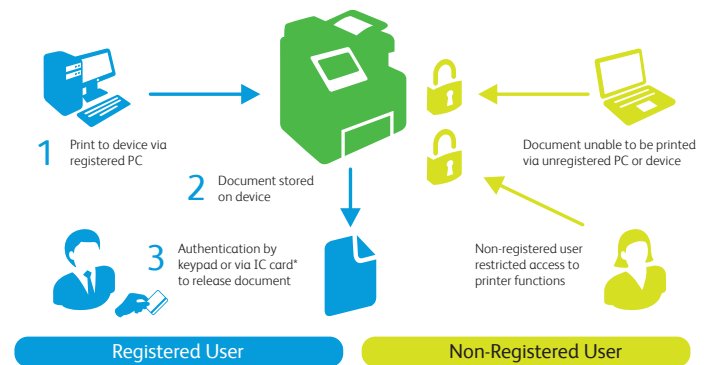 1 Print to device via
registered PC
2 Document stored
on device
3 Authentication by
keypad or via IC card*
to release document
Document unable to be printed
via unregistered PC or device
Non-registered user
restricted access to
printer functions
Registered User
Non-Registered User